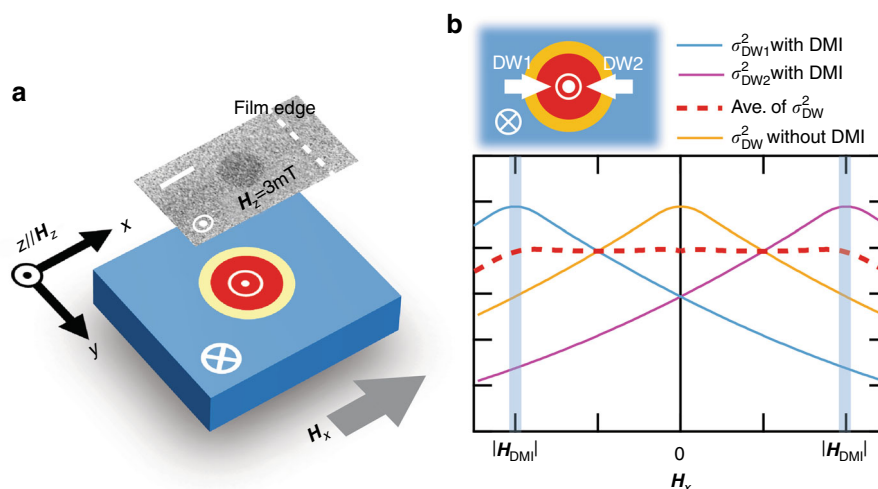 a
Film edge
H_z=3mT
z//H_z
x
y
H_x
b
DW1
DW2
σ²_DW1 with DMI
σ²_DW2 with DMI
Ave. of σ²_DW
σ²_DW without DMI
|H_DMI|
0
|H_DMI|
H_x